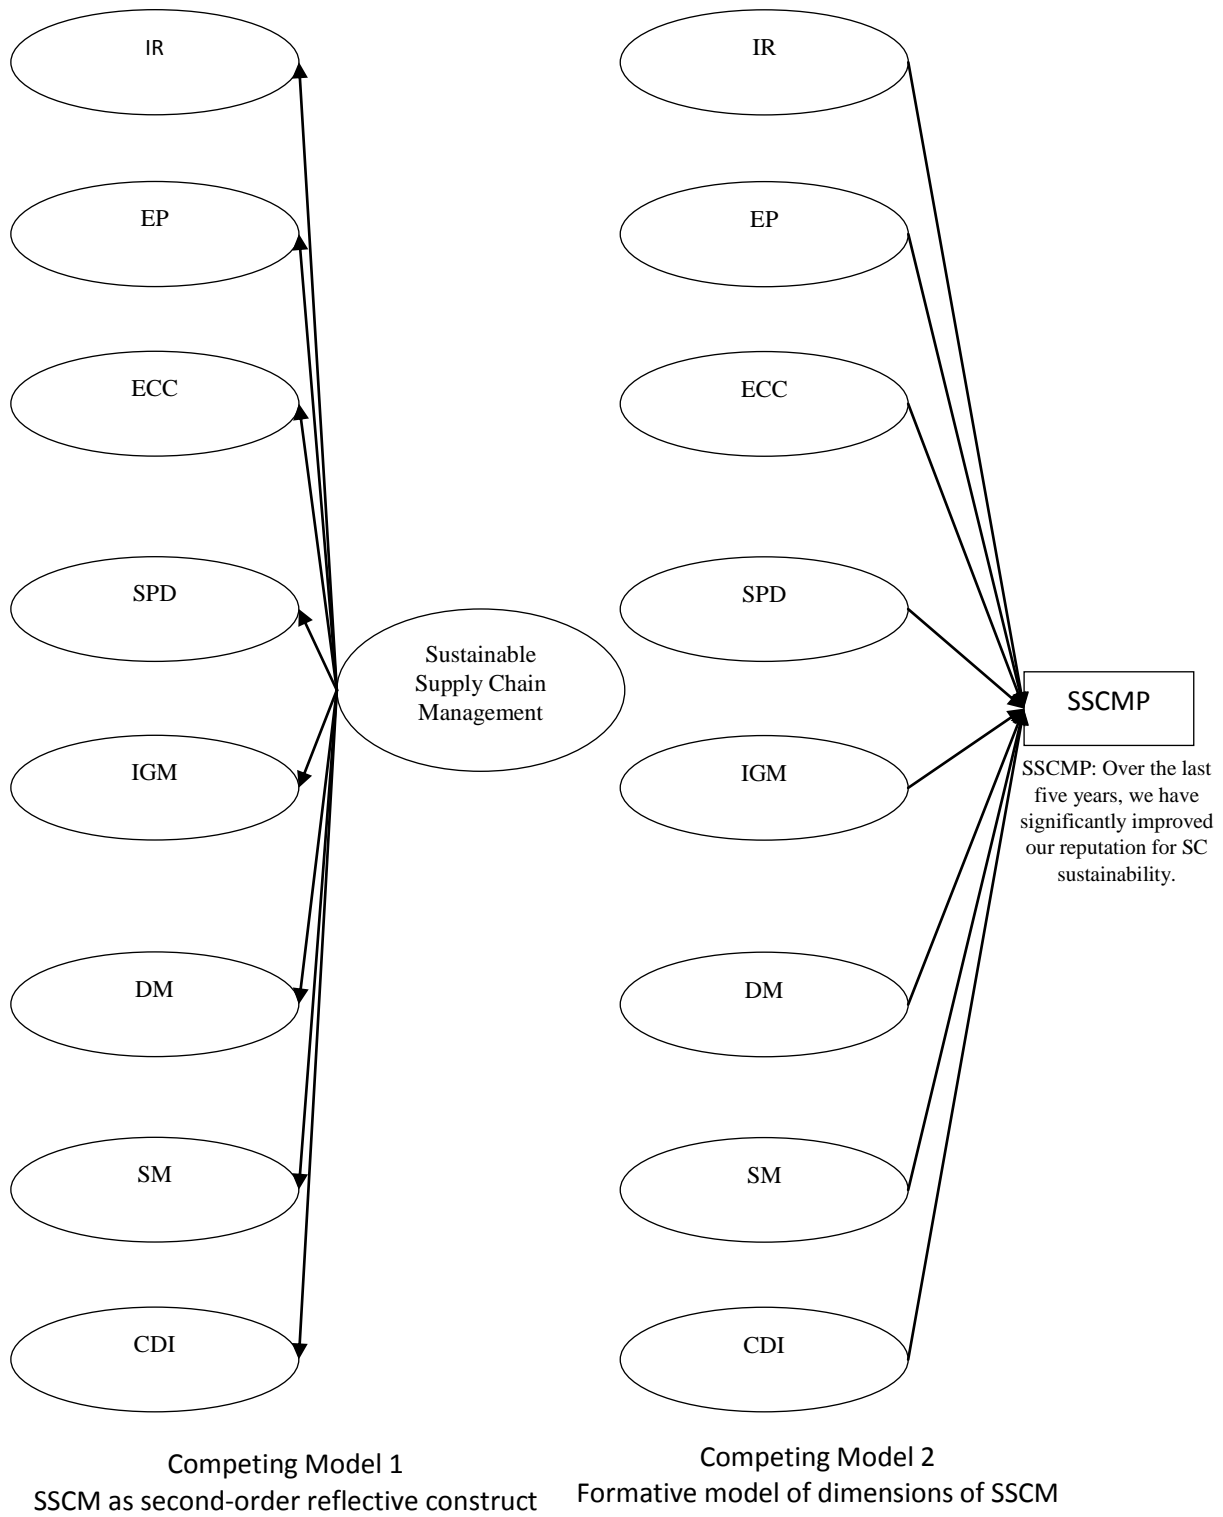 IR
EP
ECC
SPD
IGM
DM
SM
CDI
Sustainable
Supply Chain
Management
Competing Model 1
SSCM as second-order reflective construct
IR
EP
ECC
SPD
IGM
DM
SM
CDI
SSCMP
SSCMP: Over the last
five years, we have
significantly improved
our reputation for SC
sustainability.
Competing Model 2
Formative model of dimensions of SSCM